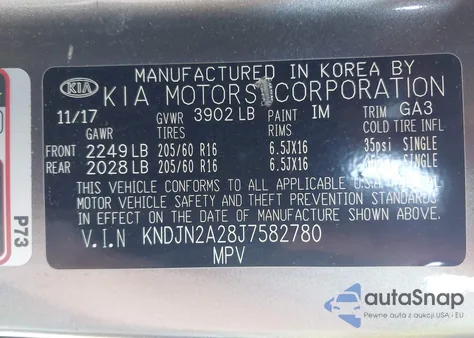 MANUFACTURED IN KOREA BY
KIA KIA MOTORS CORPORATION
11/17 GVWR 3902 LB PAINT IM TRIM GA3
GAWR TIRES RIMS COLD TIRE INFL
FRONT 2249 LB 205/60 R16 6.5JX16 35psi SINGLE
REAR 2028 LB 205/60 R16 6.5JX16 SINGLE
THIS VEHICLE CONFORMS TO ALL APPLICABLE U.S.A. FEDERAL
MOTOR VEHICLE SAFETY AND BUMPER STANDARDS
IN EFFECT ON THE DATE OF MANUFACTURE SHOWN ABOVE.
V.I.N KNDJN2A28J7582780
MPV
P73
autoSnap
Pewne auta z aukcji USA i EU